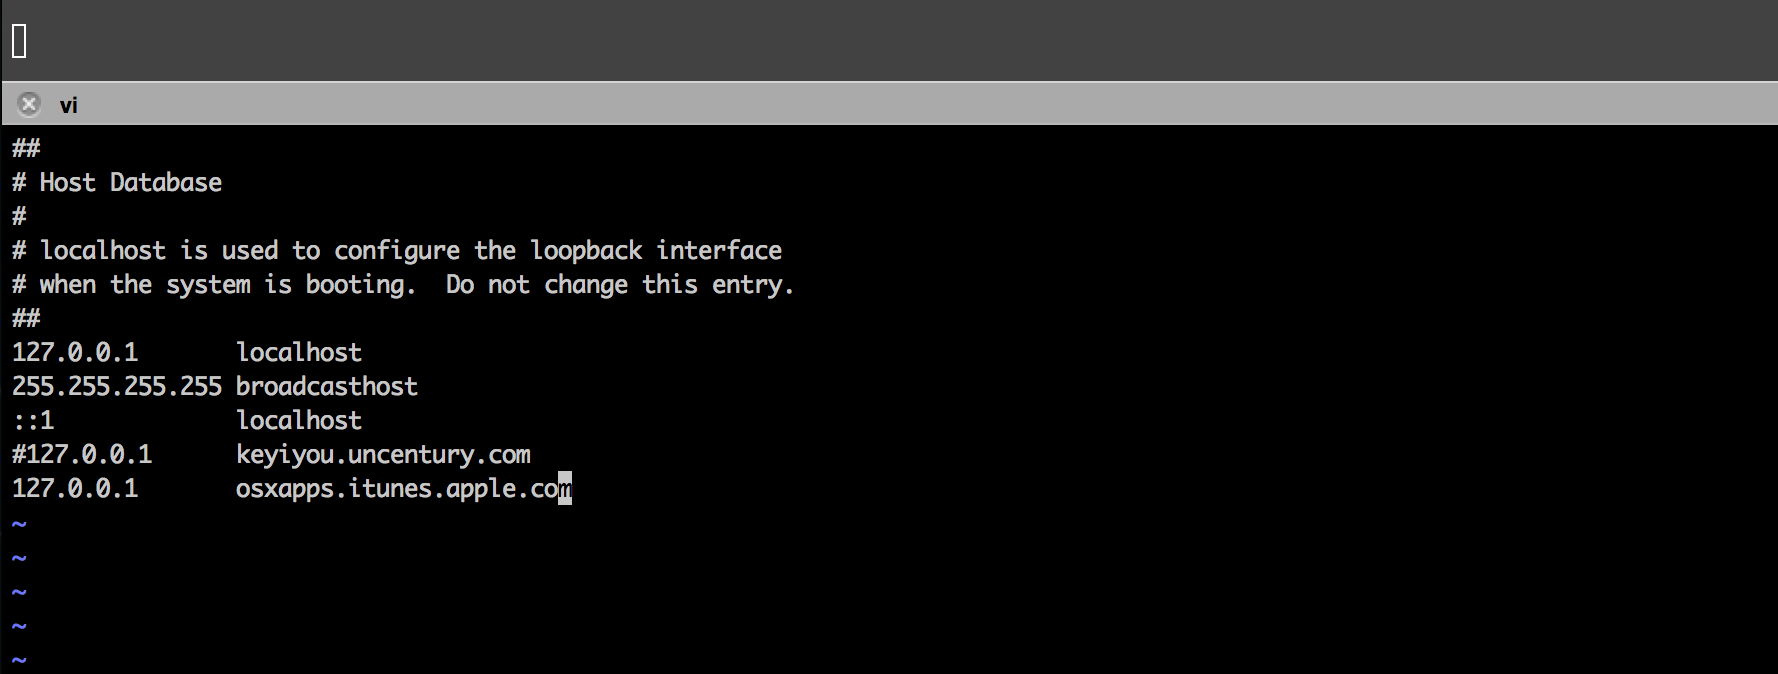 vi
##
# Host Database
#
# localhost is used to configure the loopback interface
# when the system is booting.  Do not change this entry.
##
127.0.0.1       localhost
255.255.255.255 broadcasthost
::1             localhost
#127.0.0.1      keyiyou.uncentury.com
127.0.0.1       osxapps.itunes.apple.com
~
~
~
~
~